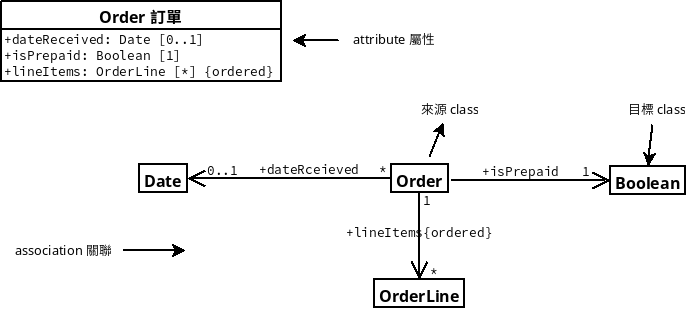 Order 訂單
+dateReceived: Date [0..1]
+isPrepaid: Boolean [1]
+lineItems: OrderLine [*] {ordered}
attribute 屬性
來源 class
目標 class
0..1 +dateRceieved *
+isPrepaid 1
Date
Order
Boolean
1
+lineItems{ordered}
association 關聯
*
OrderLine